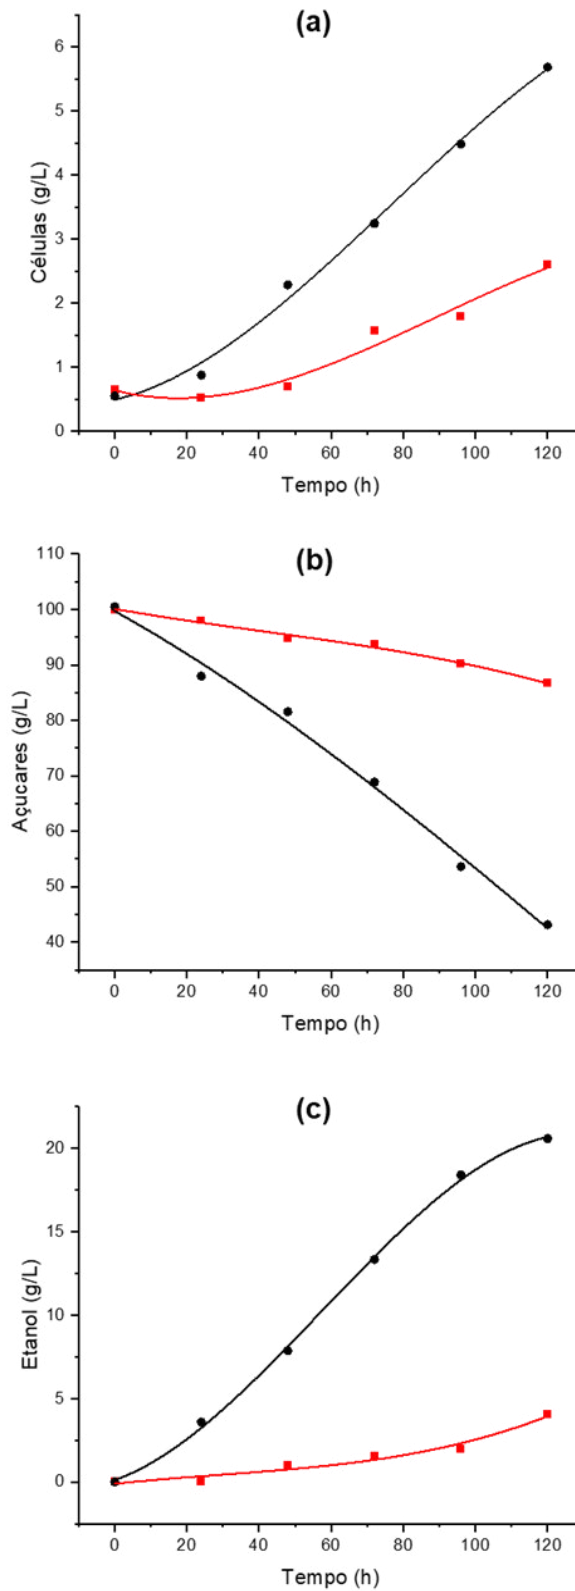 (a)
6
5
4
3
2
1
0
Células (g/L)
0 20 40 60 80 100 120
Tempo (h)
(b)
110
100
90
80
70
60
50
40
Açucares (g/L)
0 20 40 60 80 100 120
Tempo (h)
(c)
20
15
10
5
0
Etanol (g/L)
0 20 40 60 80 100 120
Tempo (h)